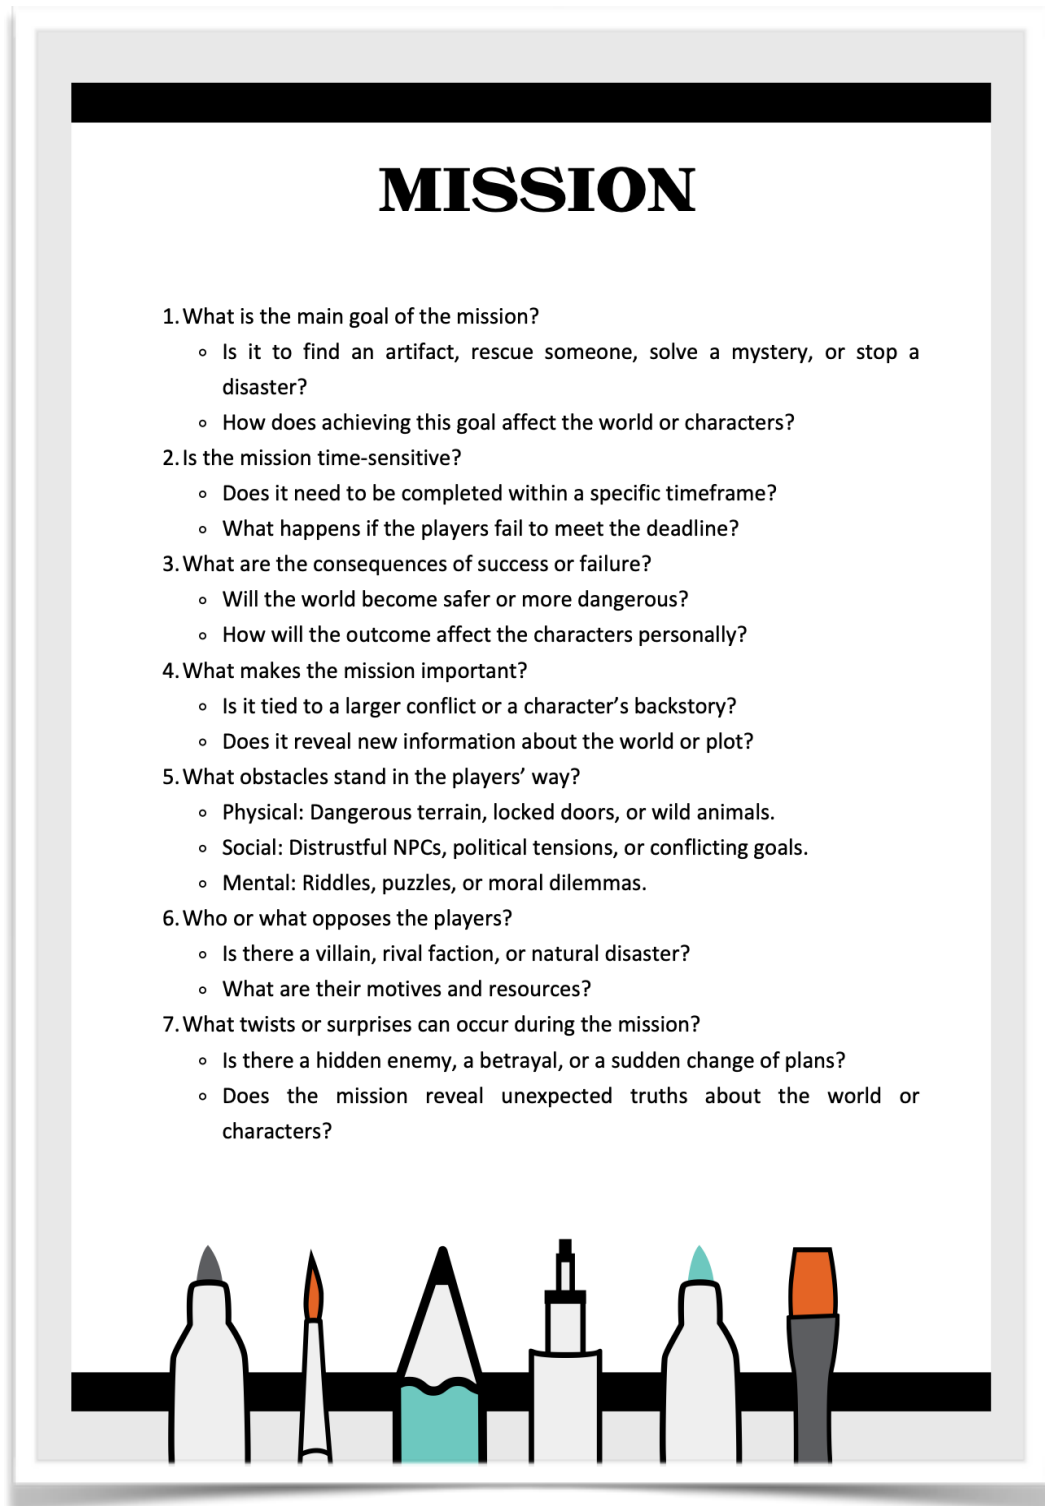 MISSION
1. What is the main goal of the mission?
◦ Is it to find an artifact, rescue someone, solve a mystery, or stop a
disaster?
◦ How does achieving this goal affect the world or characters?
2. Is the mission time-sensitive?
◦ Does it need to be completed within a specific timeframe?
◦ What happens if the players fail to meet the deadline?
3. What are the consequences of success or failure?
◦ Will the world become safer or more dangerous?
◦ How will the outcome affect the characters personally?
4. What makes the mission important?
◦ Is it tied to a larger conflict or a character’s backstory?
◦ Does it reveal new information about the world or plot?
5. What obstacles stand in the players’ way?
◦ Physical: Dangerous terrain, locked doors, or wild animals.
◦ Social: Distrustful NPCs, political tensions, or conflicting goals.
◦ Mental: Riddles, puzzles, or moral dilemmas.
6. Who or what opposes the players?
◦ Is there a villain, rival faction, or natural disaster?
◦ What are their motives and resources?
7. What twists or surprises can occur during the mission?
◦ Is there a hidden enemy, a betrayal, or a sudden change of plans?
◦ Does the mission reveal unexpected truths about the world or
characters?